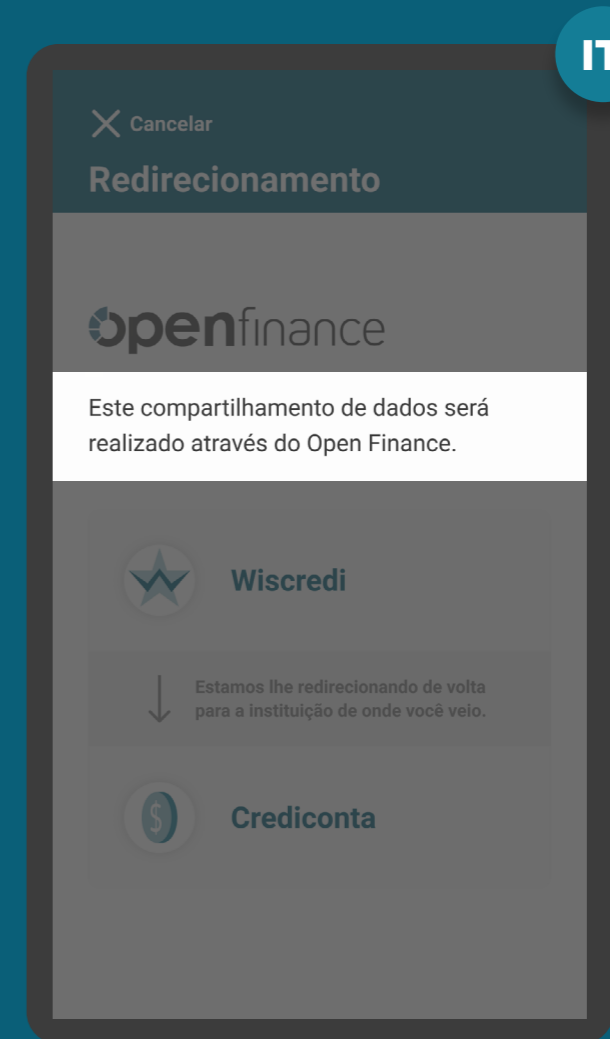 IT
Cancelar
Redirecionamento
openfinance
Este compartilhamento de dados será
realizado através do Open Finance.
Wiscredi
Estamos lhe redirecionando de volta
para a instituição de onde você veio.
$
Crediconta